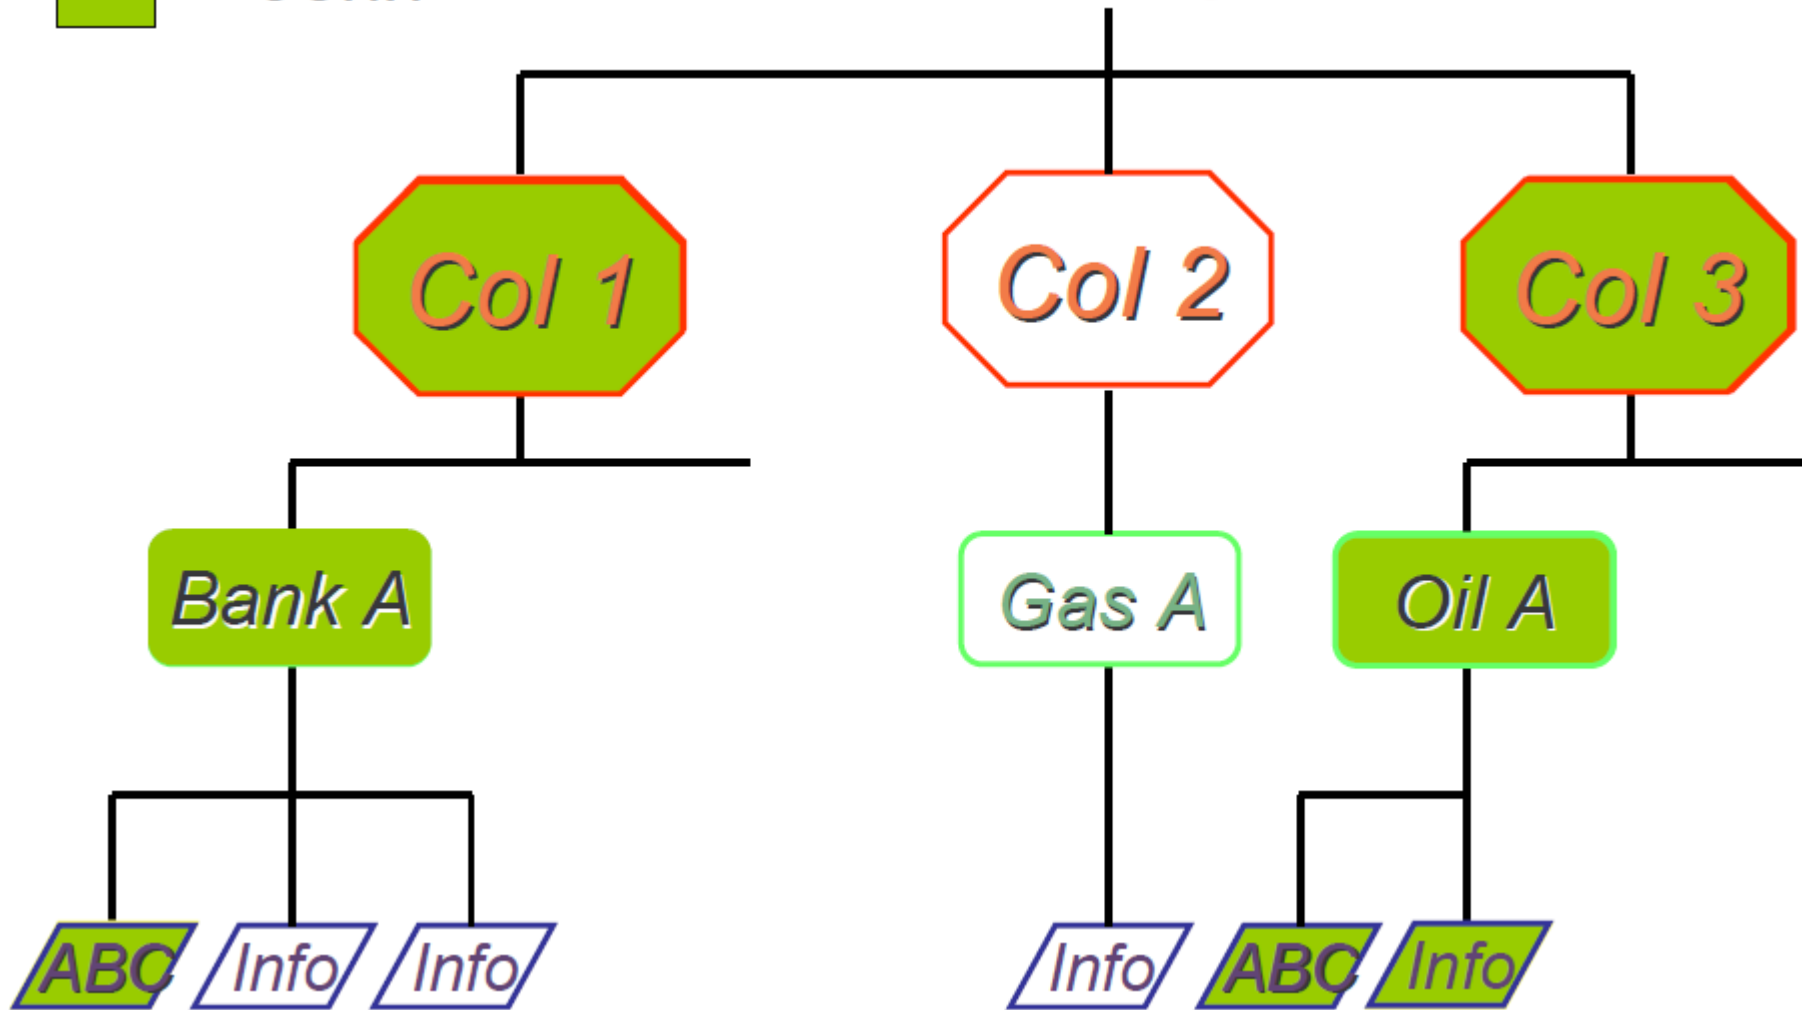 Col 1
Col 2
Col 3
Bank A
Gas A
Oil A
ABC
Info
Info
Info
ABC
Info